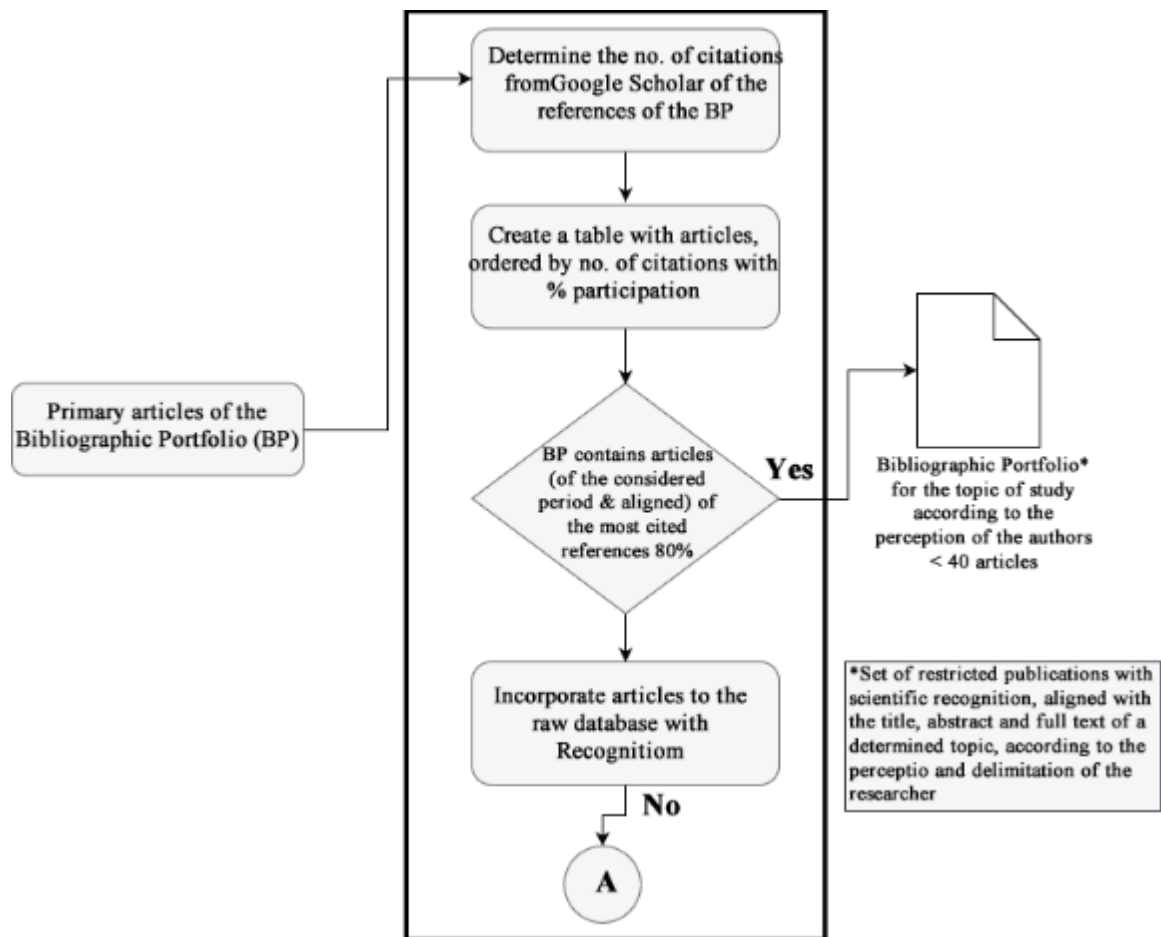 Determine the no. of citations
fromGoogle Scholar of the
references of the BP
Create a table with articles,
ordered by no. of citations with
% participation
Primary articles of the
Bibliographic Portfolio (BP)
BP contains articles
(of the considered
period & aligned) of
the most cited
references 80%
Yes
Bibliographic Portfolio*
for the topic of study
according to the
perception of the authors
< 40 articles
Incorporate articles to the
raw database with
Recognitiom
No
A
*Set of restricted publications with
scientific recognition, aligned with
the title, abstract and full text of a
determined topic, according to the
perceptio and delimitation of the
researcher